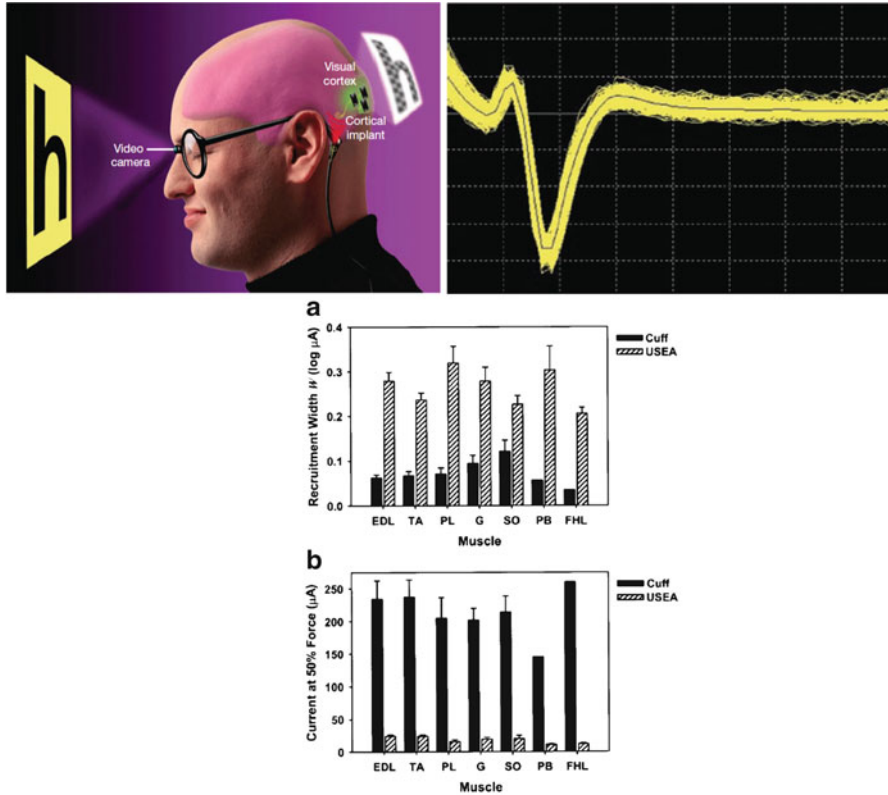 h
h
Visual
cortex
Cortical
implant
Video
camera
a
Recruitment Width W (log µA)
0.4
0.3
0.2
0.1
0.0
EDL TA PL G SO PB FHL
Muscle
Cuff
USEA
b
Current at 50% Force (µA)
250
200
150
100
50
0
EDL TA PL G SO PB FHL
Muscle
Cuff
USEA